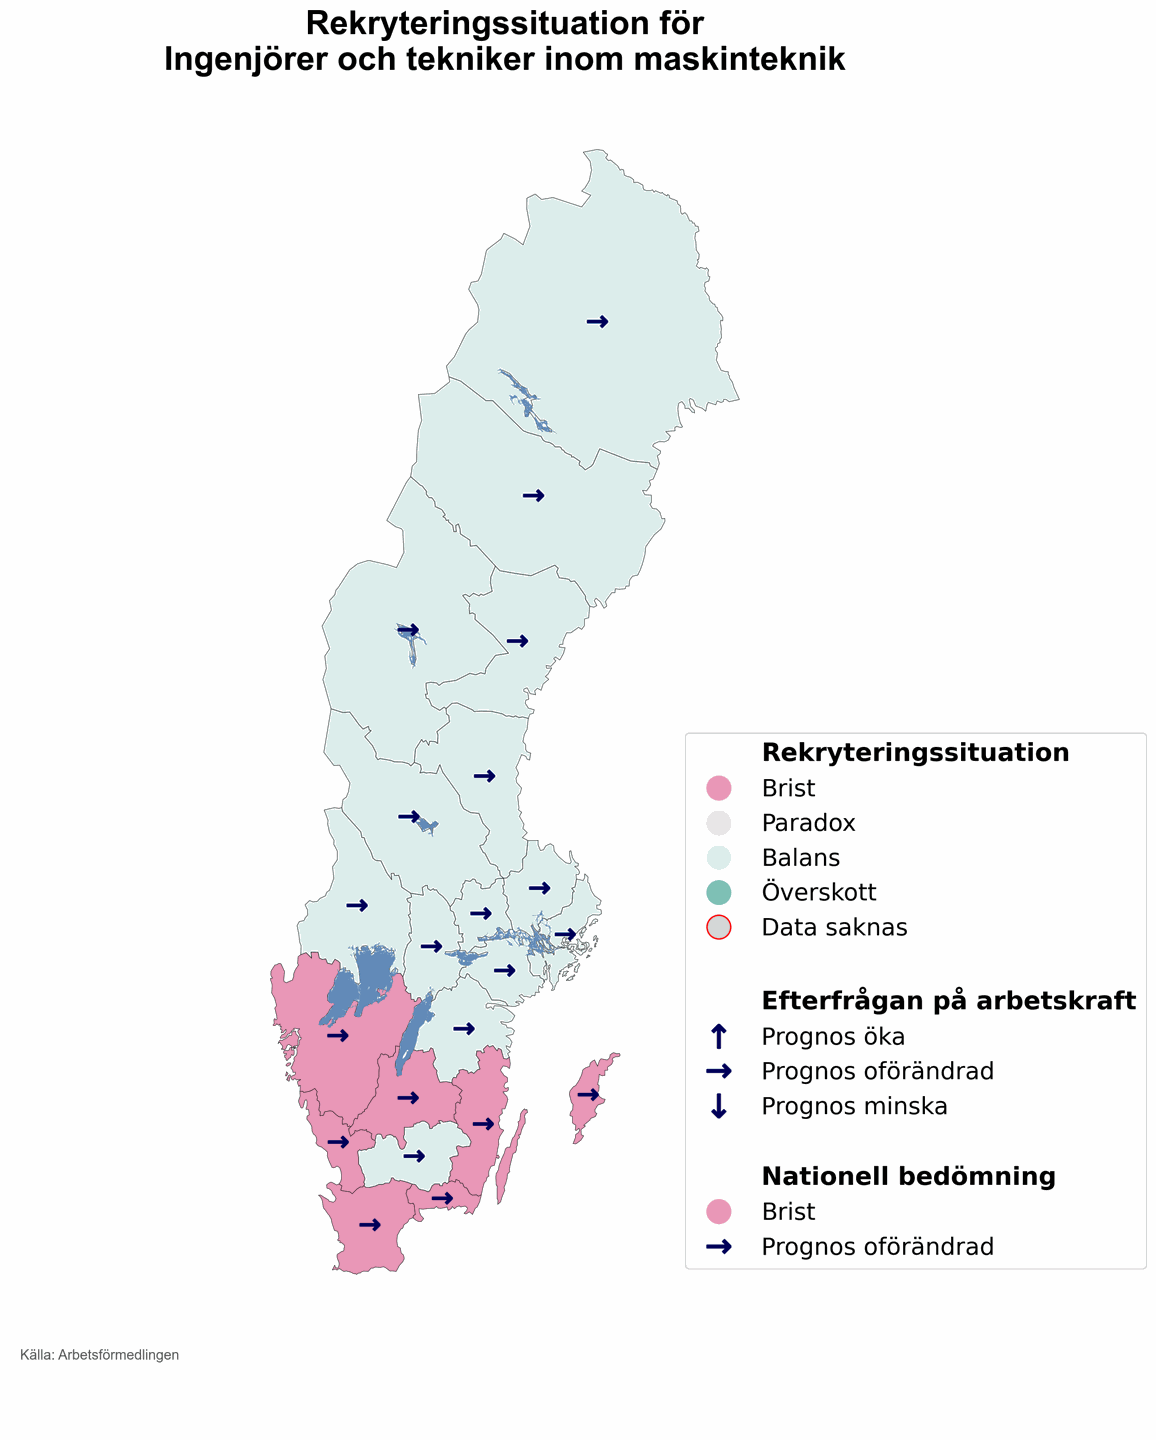 Rekryteringssituation för
Ingenjörer och tekniker inom maskinteknik
Rekryteringssituation
Brist
Paradox
Balans
Överskott
Data saknas
Efterfrågan på arbetskraft
Prognos öka
Prognos oförändrad
Prognos minska
Nationell bedömning
Brist
Prognos oförändrad
Källa: Arbetsförmedlingen